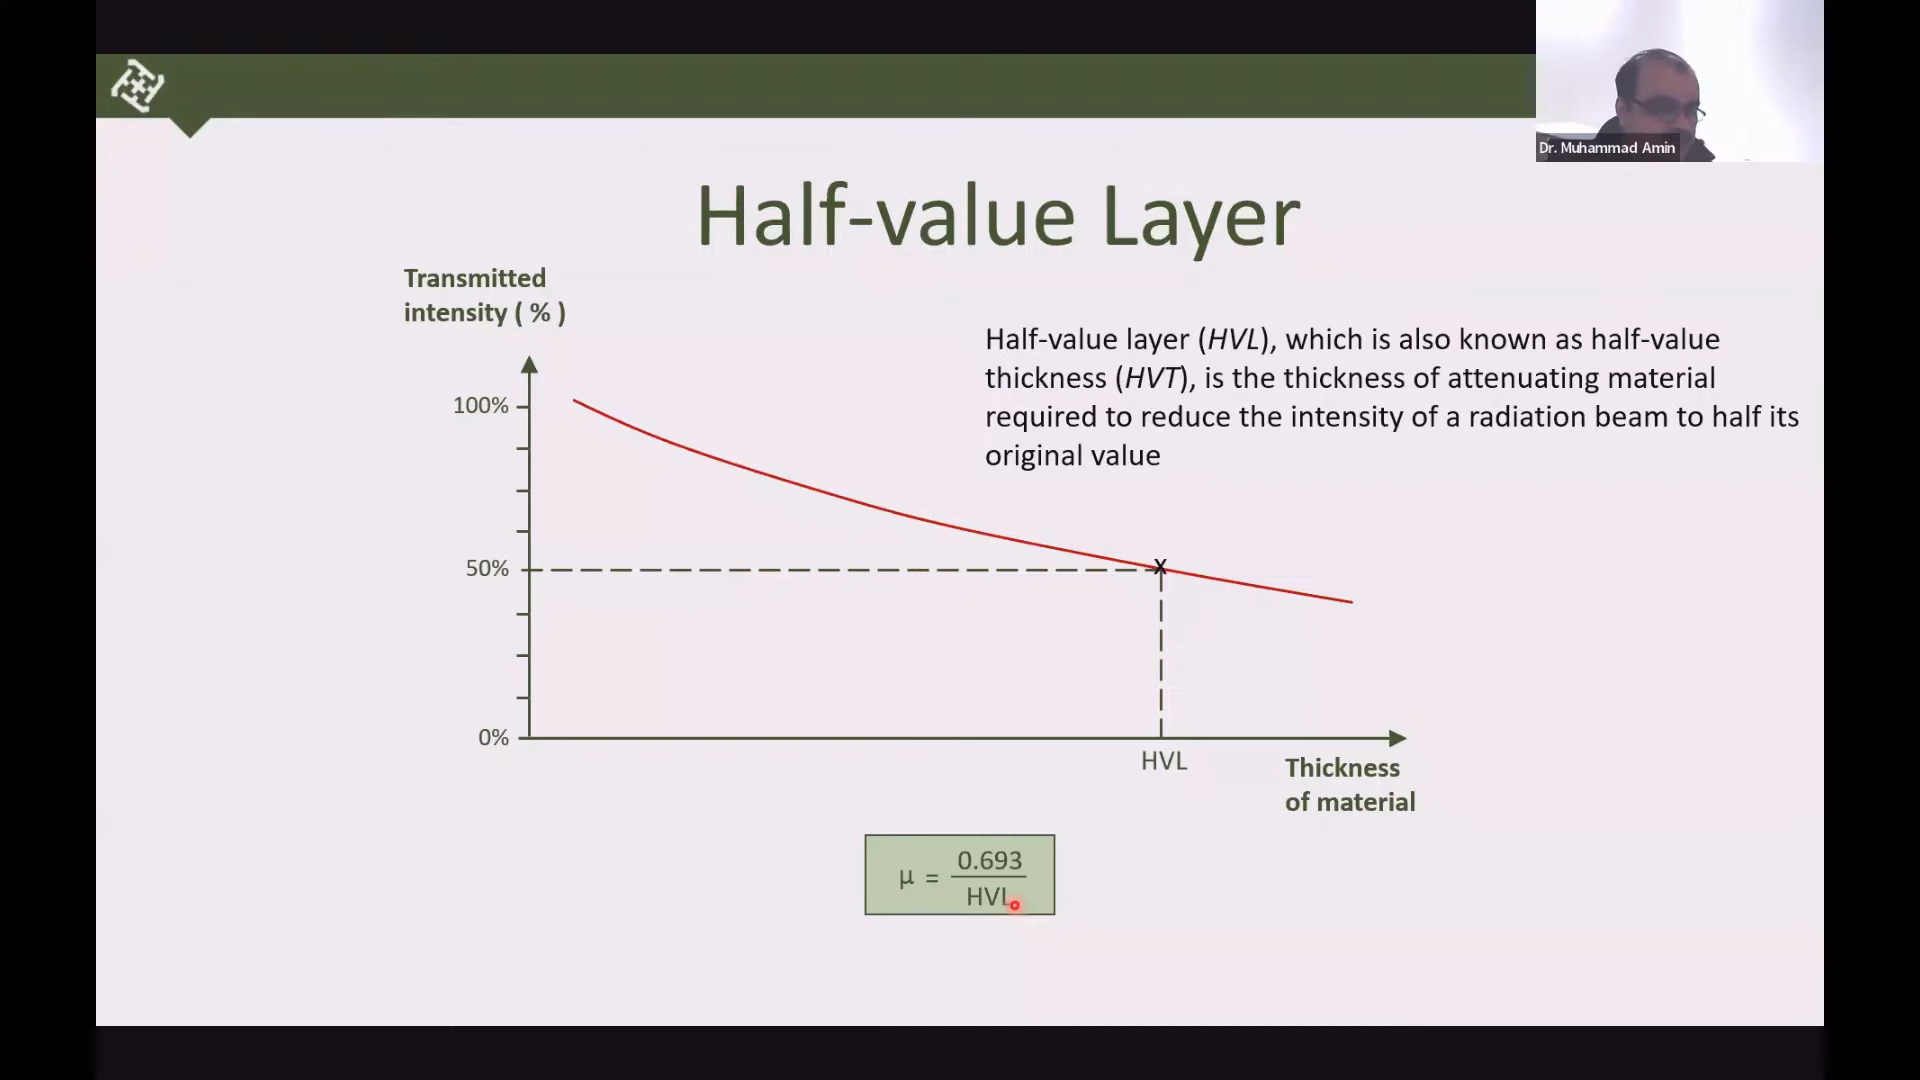 Dr. Muhammad Amin
Half-value Layer
Transmitted
intensity ( % )
Half-value layer (HVL), which is also known as half-value
thickness (HVT), is the thickness of attenuating material
required to reduce the intensity of a radiation beam to half its
original value
100%
50%
X
0%
HVL
Thickness
of material
μ = 0.693
HVL